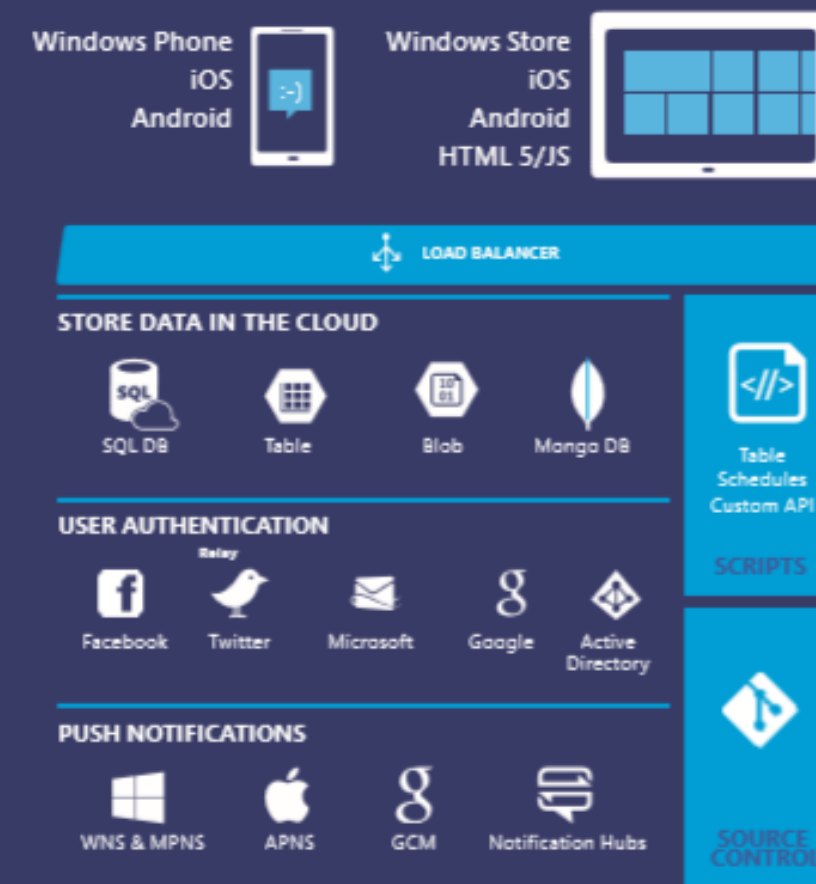 Windows Phone
iOS
Android
:-)
Windows Store
iOS
Android
HTML 5/JS
LOAD BALANCER
STORE DATA IN THE CLOUD
SQL
SQL DB
Table
10
01
Blob
Mongo DB
<//>
Table
Schedules
Custom API
SCRIPTS
USER AUTHENTICATION
Relay
f
Facebook
Twitter
Microsoft
g
Google
Active
Directory
PUSH NOTIFICATIONS
WNS & MPNS
APNS
g
GCM
Notification Hubs
SOURCE
CONTROL